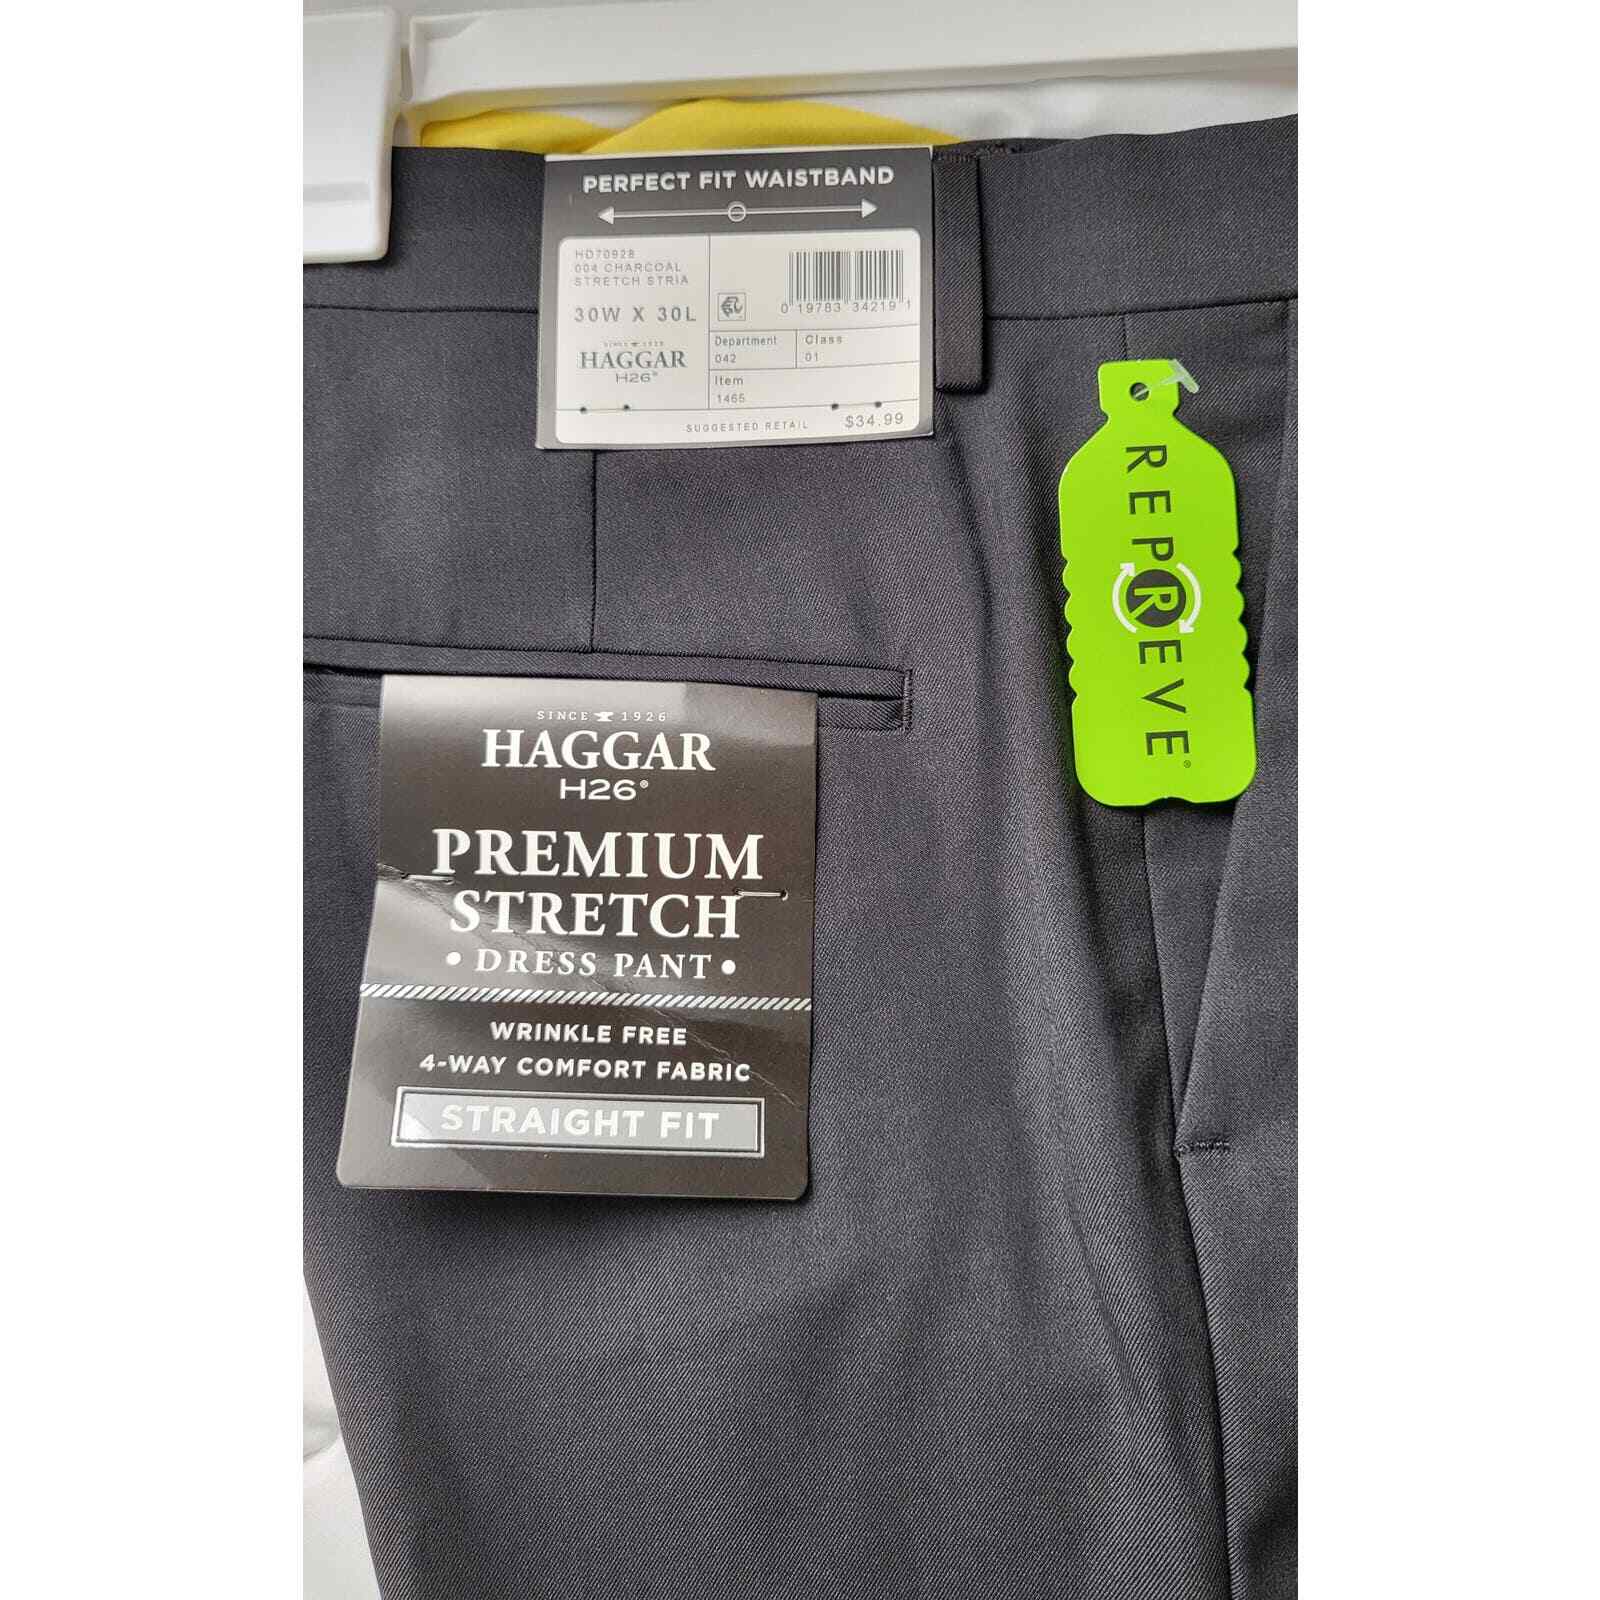 PERFECT FIT WAISTBAND
HD70928
004 CHARCOAL
STRETCH STRIA
30W X 30L
SINCE 1926
HAGGAR
H26®
0 19783 34219 1
Department
042
Class
01
Item
1465
SUGGESTED RETAIL $34.99
REPREVE®
R
SINCE 1926
HAGGAR
H26®
PREMIUM
STRETCH
• DRESS PANT •
WRINKLE FREE
4-WAY COMFORT FABRIC
STRAIGHT FIT